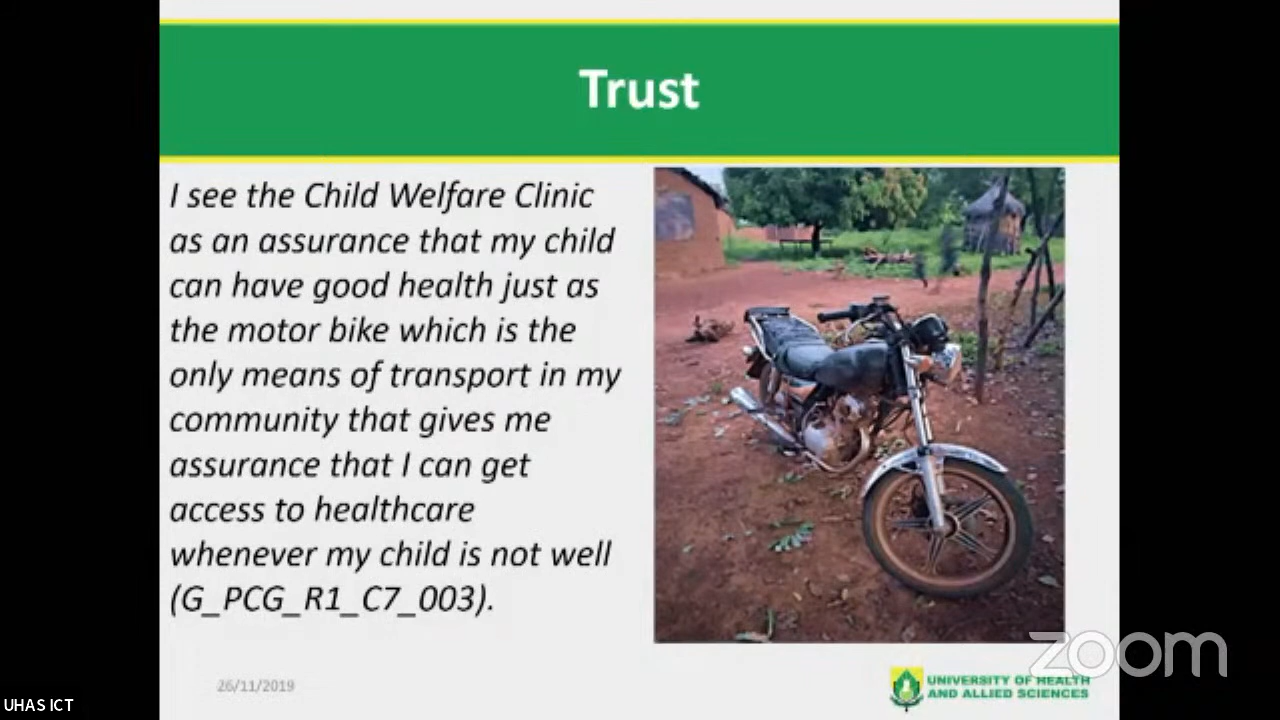 Trust
I see the Child Welfare Clinic
as an assurance that my child
can have good health just as
the motor bike which is the
only means of transport in my
community that gives me
assurance that I can get
access to healthcare
whenever my child is not well
(G_PCG_R1_C7_003).
26/11/2019
UNIVERSITY OF HEALTH
AND ALLIED SCIENCES
zoom
UHAS ICT